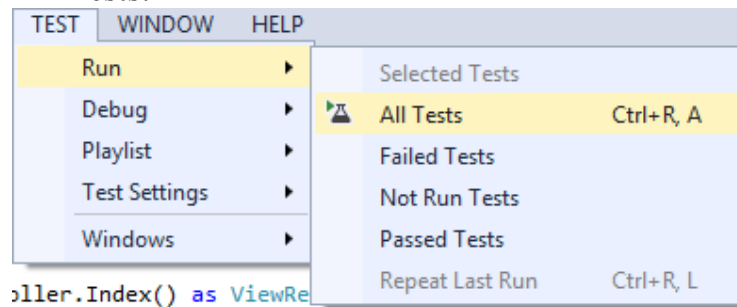 TEST WINDOW HELP
Run
Debug
Playlist
Test Settings
Windows
Selected Tests
All Tests Ctrl+R, A
Failed Tests
Not Run Tests
Passed Tests
Repeat Last Run Ctrl+R, L
oller.Index() as ViewRe